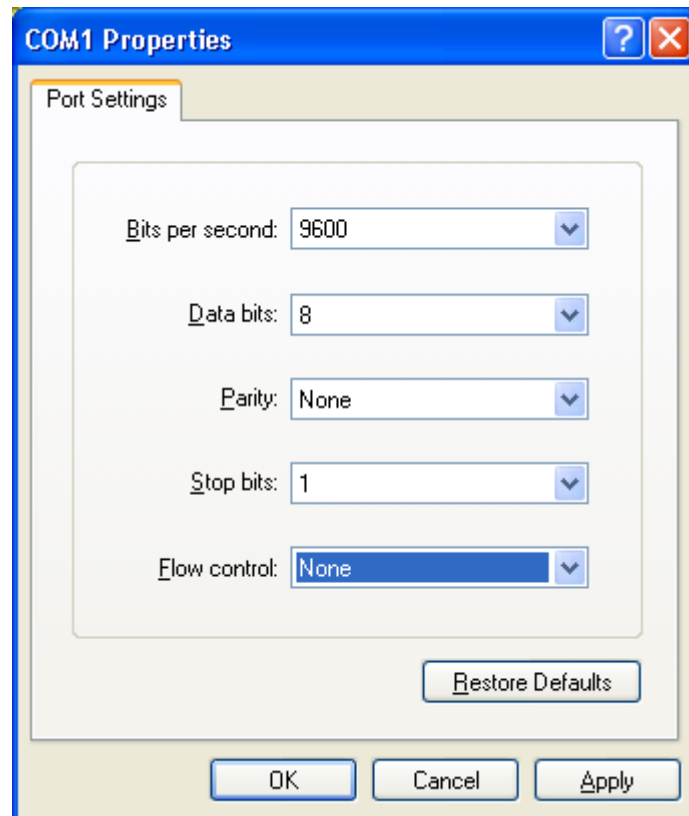 COM1 Properties
Port Settings
Bits per second: 9600
Data bits: 8
Parity: None
Stop bits: 1
Flow control: None
Restore Defaults
OK Cancel Apply